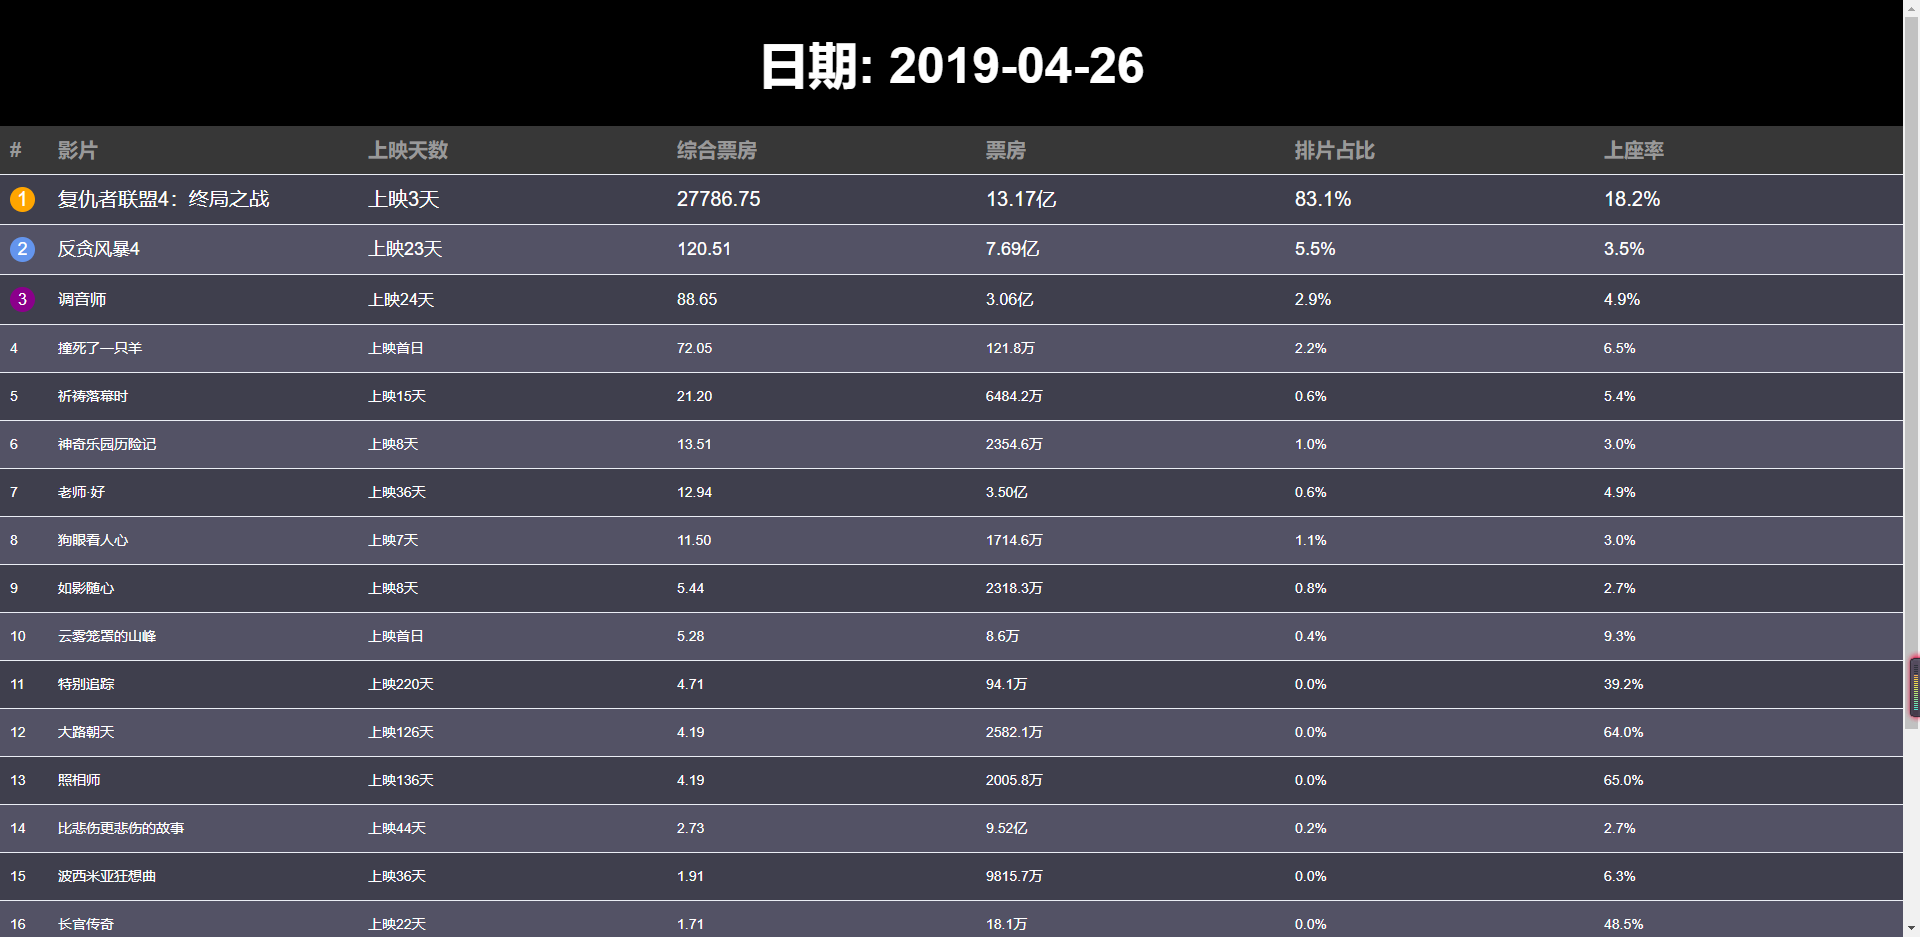 日期: 2019-04-26
# 影片 上映天数 综合票房 票房 排片占比 上座率
1 复仇者联盟4：终局之战 上映3天 27786.75 13.17亿 83.1% 18.2%
2 反贪风暴4 上映23天 120.51 7.69亿 5.5% 3.5%
3 调音师 上映24天 88.65 3.06亿 2.9% 4.9%
4 撞死了一只羊 上映首日 72.05 121.8万 2.2% 6.5%
5 祈祷落幕时 上映15天 21.20 6484.2万 0.6% 5.4%
6 神奇乐园历险记 上映8天 13.51 2354.6万 1.0% 3.0%
7 老师·好 上映36天 12.94 3.50亿 0.6% 4.9%
8 狗眼看人心 上映7天 11.50 1714.6万 1.1% 3.0%
9 如影随心 上映8天 5.44 2318.3万 0.8% 2.7%
10 云雾笼罩的山峰 上映首日 5.28 8.6万 0.4% 9.3%
11 特别追踪 上映220天 4.71 94.1万 0.0% 39.2%
12 大路朝天 上映126天 4.19 2582.1万 0.0% 64.0%
13 照相师 上映136天 4.19 2005.8万 0.0% 65.0%
14 比悲伤更悲伤的故事 上映44天 2.73 9.52亿 0.2% 2.7%
15 波西米亚狂想曲 上映36天 1.91 9815.7万 0.0% 6.3%
16 长官传奇 上映22天 1.71 18.1万 0.0% 48.5%